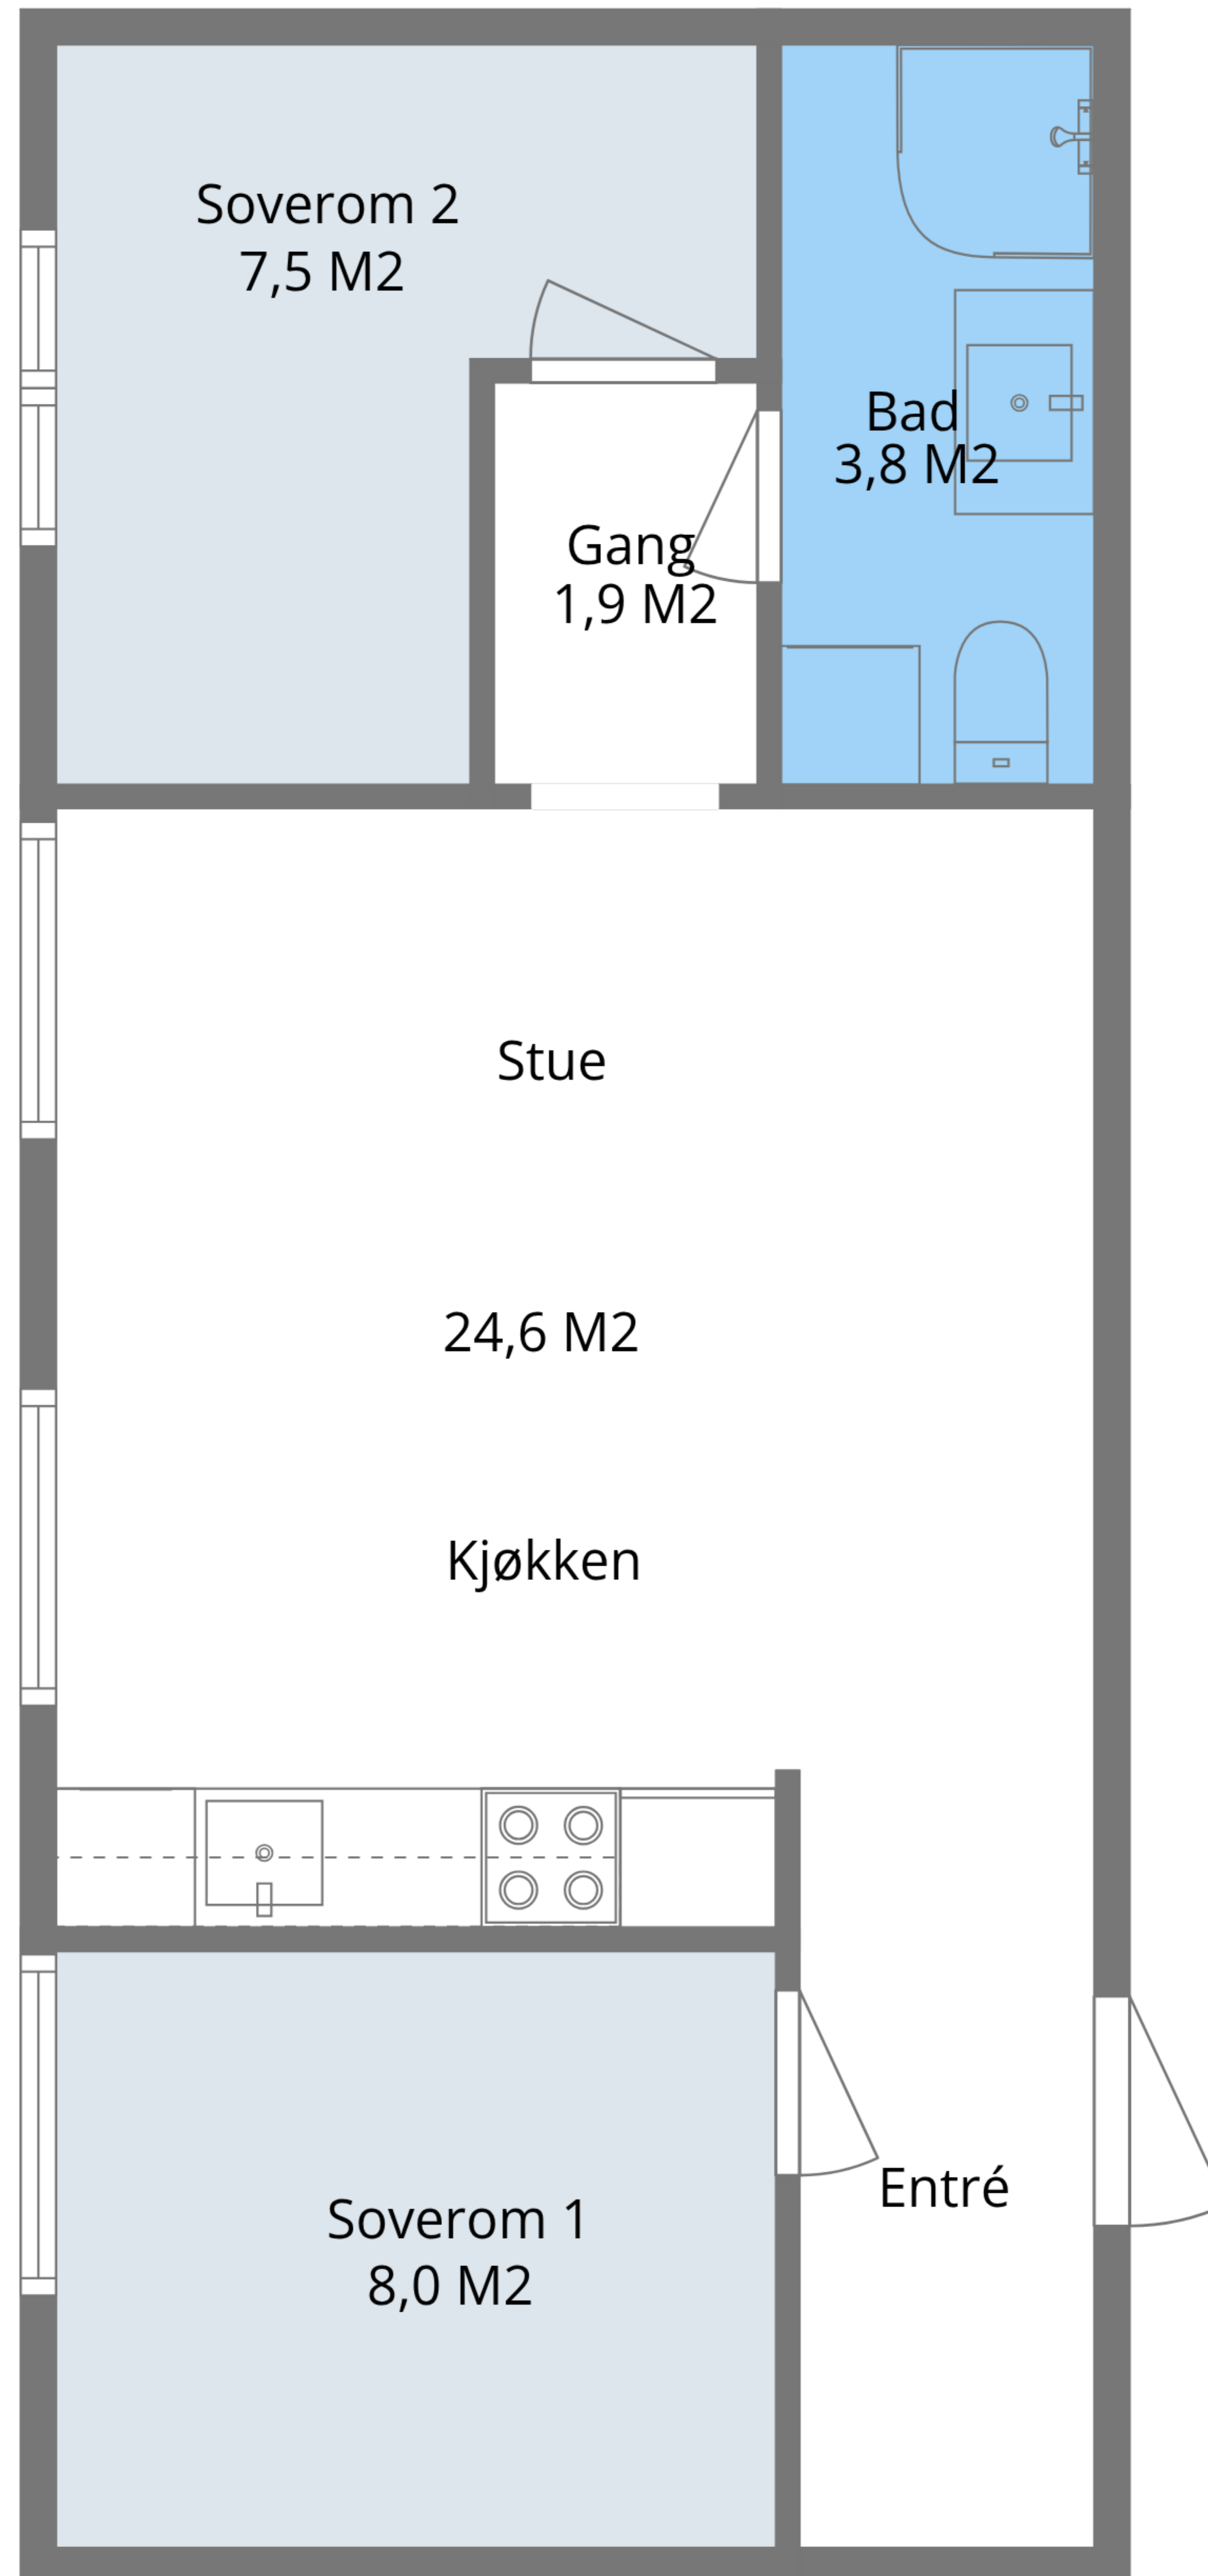 Soverom 2
7,5 M2
Bad
3,8 M2
Gang
1,9 M2
Stue
24,6 M2
Kjøkken
Entré
Soverom 1
8,0 M2